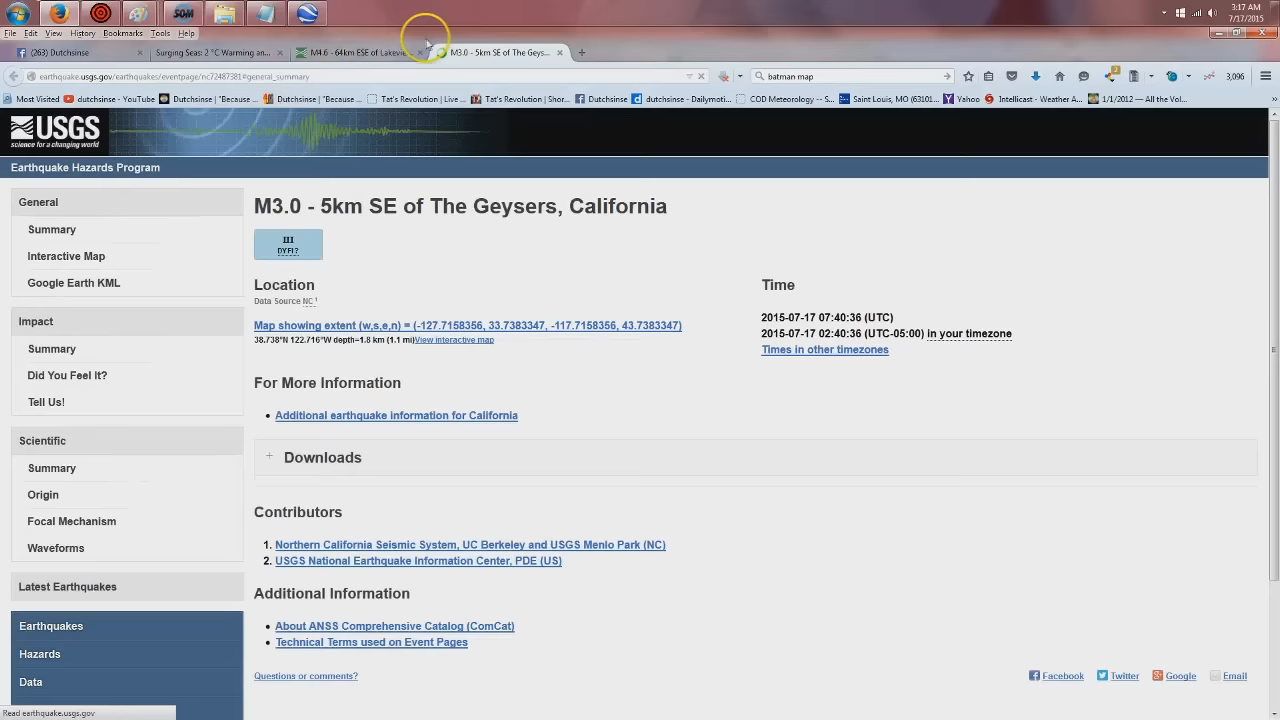 3:17 AM
7/17/2015
File Edit View History Bookmarks Tools Help
(263) Dutchsinse
Surging Seas: 2 °C Warming an...
M4.6 - 64km ESE of Lakevie
M3.0 - 5km SE of The Geys...
earthquake.usgs.gov/earthquakes/eventpage/nc72487381#general_summary
batman map
3,096
Most Visited
dutchsinse - YouTube
Dutchsinse | "Because ...
Dutchsinse | "Because ...
Tat's Revolution | Live ...
Tat's Revolution | Shor...
Dutchsinse
dutchsinse - Dailymoti...
COD Meteorology -- S...
Saint Louis, MO (63101...
Yahoo
Intellicast - Weather A...
1/1/2012 --- All the Vol...
USGS
science for a changing world
Earthquake Hazards Program
General
Summary
Interactive Map
Google Earth KML
Impact
Summary
Did You Feel It?
Tell Us!
Scientific
Summary
Origin
Focal Mechanism
Waveforms
Latest Earthquakes
Earthquakes
Hazards
Data
Read earthquake.usgs.gov
M3.0 - 5km SE of The Geysers, California
III
DYFI?
Location
Data Source NC 1
Map showing extent (w,s,e,n) = (-127.7158356, 33.7383347, -117.7158356, 43.7383347)
38.738°N 122.716°W depth=1.8 km (1.1 mi)View interactive map
Time
2015-07-17 07:40:36 (UTC)
2015-07-17 02:40:36 (UTC-05:00) in your timezone
Times in other timezones
For More Information
• Additional earthquake information for California
+ Downloads
Contributors
1. Northern California Seismic System, UC Berkeley and USGS Menlo Park (NC)
2. USGS National Earthquake Information Center, PDE (US)
Additional Information
• About ANSS Comprehensive Catalog (ComCat)
• Technical Terms used on Event Pages
Questions or comments?
Facebook Twitter Google Email